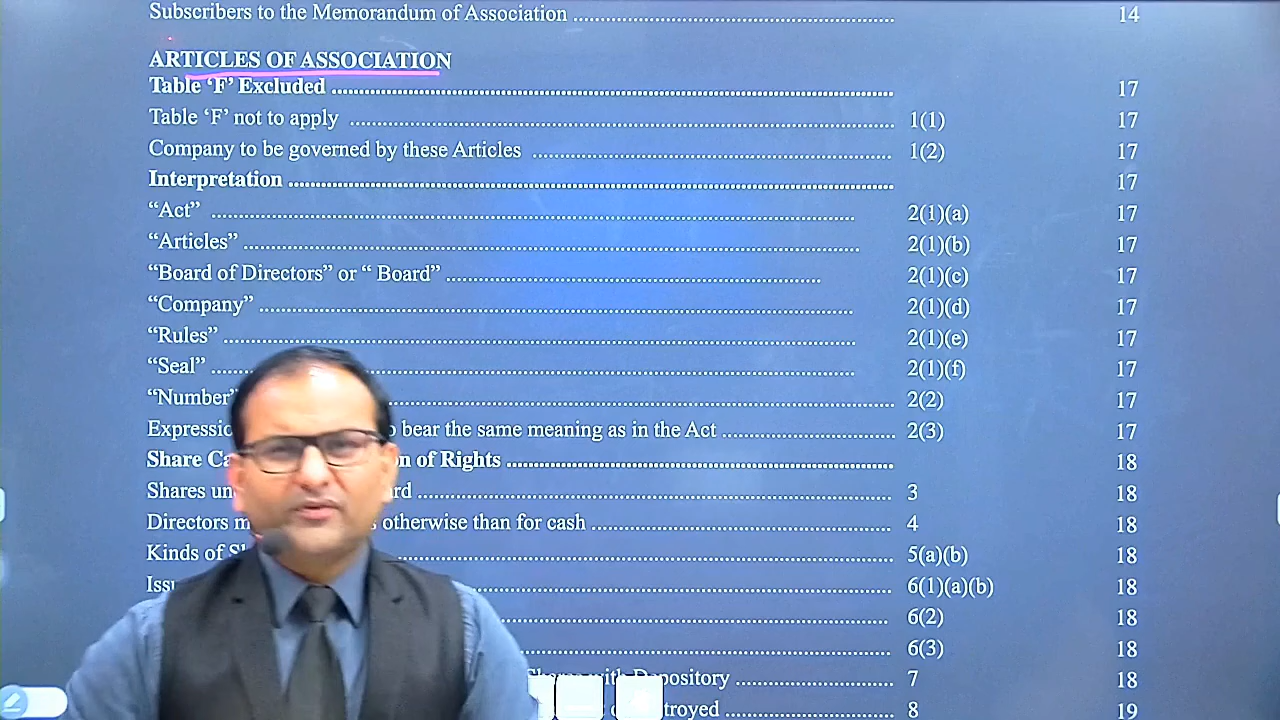 Subscribers to the Memorandum of Association ........ 14
ARTICLES OF ASSOCIATION
Table ‘F’ Excluded ........ 17
Table ‘F’ not to apply ........ 1(1) 17
Company to be governed by these Articles ........ 1(2) 17
Interpretation ........ 17
“Act” ........ 2(1)(a) 17
“Articles” ........ 2(1)(b) 17
“Board of Directors” or “ Board” ........ 2(1)(c) 17
“Company” ........ 2(1)(d) 17
“Rules” ........ 2(1)(e) 17
“Seal” ........ 2(1)(f) 17
“Number ........ 2(2) 17
bear the same meaning as in the Act ........ 2(3) 17
Share of Rights ........ 18
Shares ........ 3 18
Directors otherwise than for cash ........ 4 18
Kinds of ........ 5(a)(b) 18
........ 6(1)(a)(b) 18
........ 6(2) 18
........ 6(3) 18
Depository ........ 7 18
........ 8 19